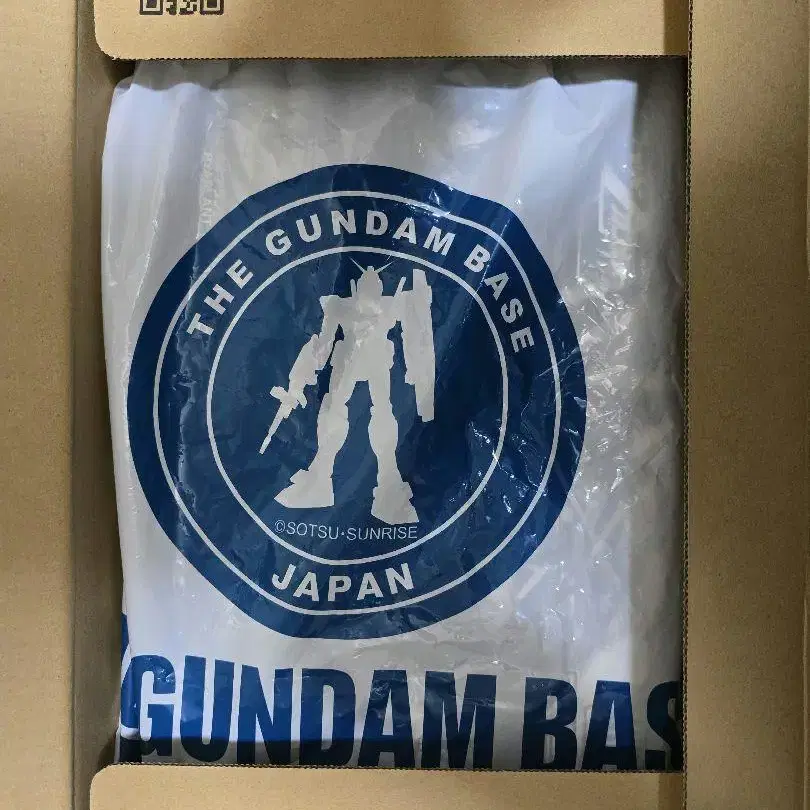 THE GUNDAM BASE
©SOTSU·SUNRISE
JAPAN
GUNDAM BAS